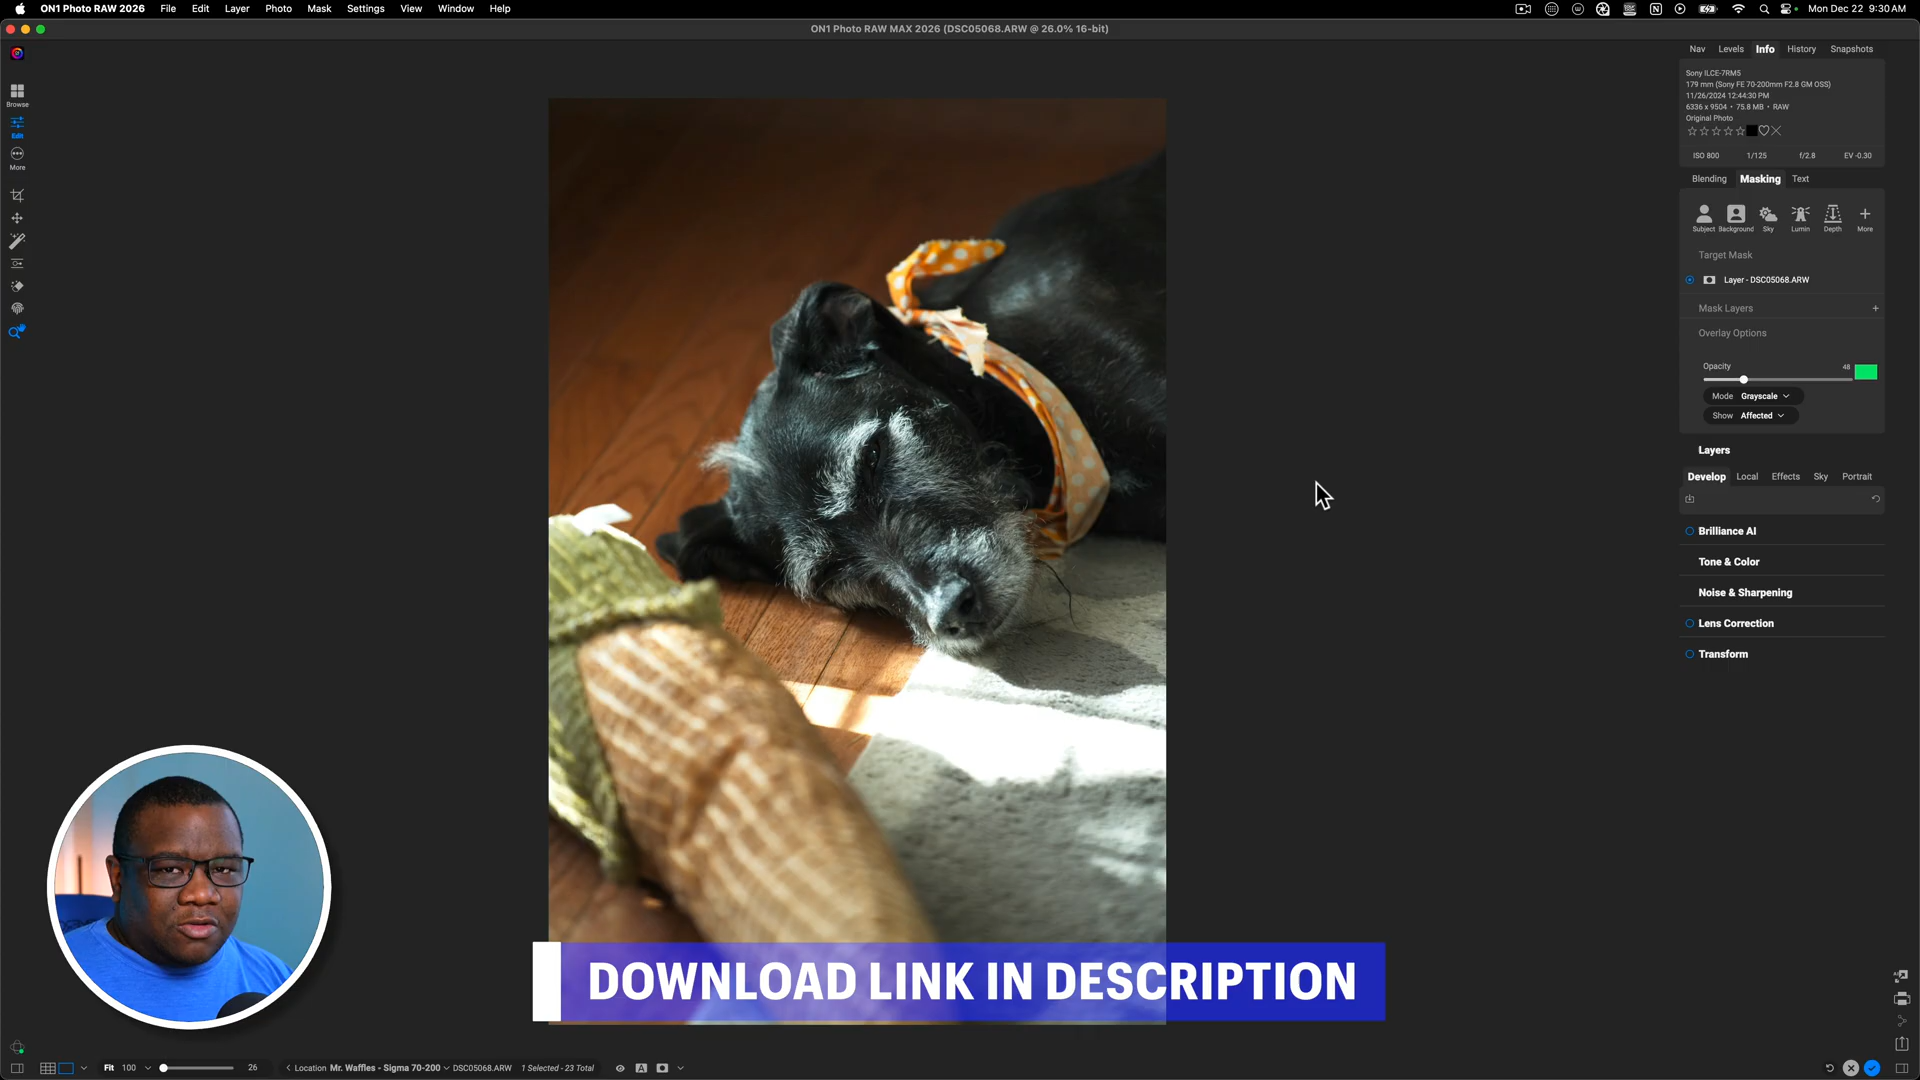 ON1 Photo RAW 2026 File Edit Layer Photo Mask Settings View Window Help Mon Dec 22 9:30 AM
ON1 Photo RAW MAX 2026 (DSC05068.ARW @ 26.0% 16-bit)
Nav Levels Info History Snapshots
Sony ILCE-7RM5
179 mm (Sony FE 70-200mm F2.8 GM OSS)
11/26/2024 12:44:30 PM
6336 x 9504 • 75.8 MB • RAW
Original Photo
ISO 800 1/125 f/2.8 EV -0.30
Blending Masking Text
Subject Background Sky Lumin Depth More
Target Mask
Layer - DSC05068.ARW
Mask Layers
Overlay Options
Opacity 48
Mode Grayscale
Show Affected
Layers
Develop Local Effects Sky Portrait
Brilliance AI
Tone & Color
Noise & Sharpening
Lens Correction
Transform
Browse
Edit
More
DOWNLOAD LINK IN DESCRIPTION
Fit 100 26 Location Mr. Waffles - Sigma 70-200 DSC05068.ARW 1 Selected - 23 Total A